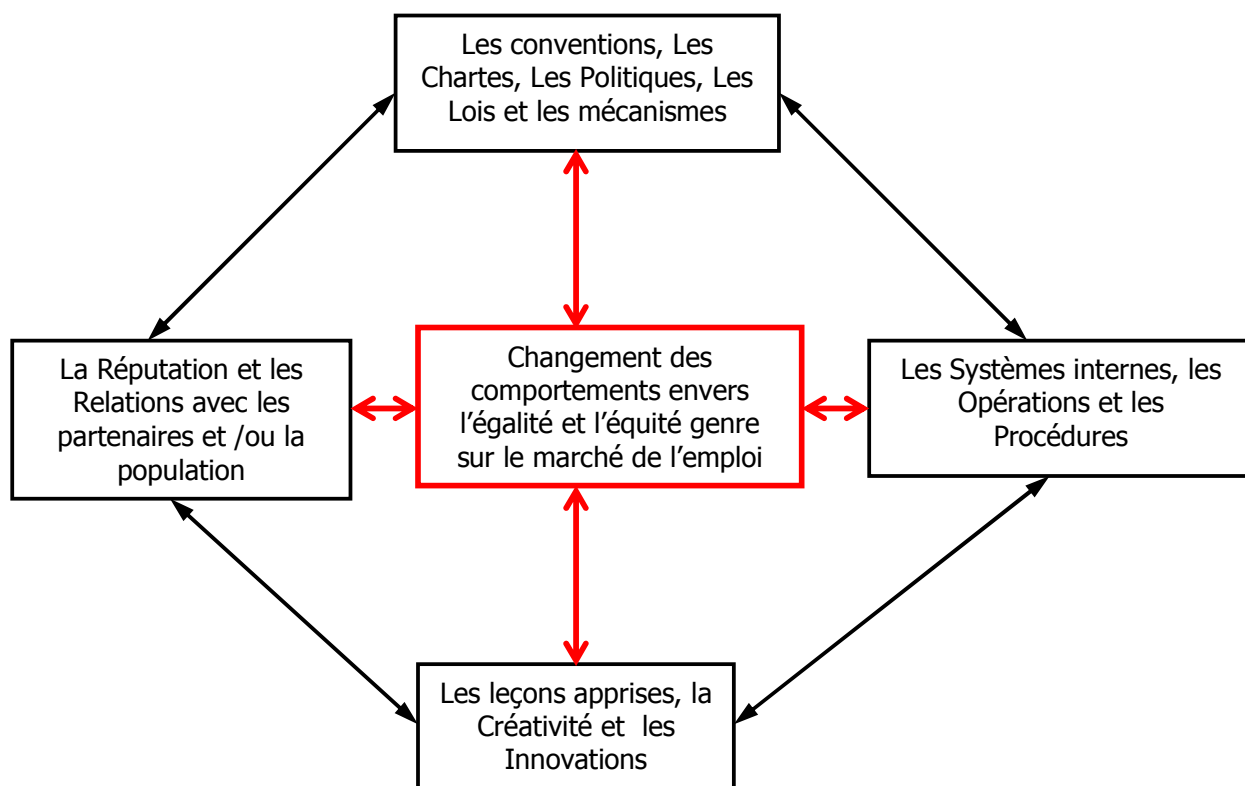 Les conventions, Les
Chartes, Les Politiques, Les
Lois et les mécanismes
La Réputation et les
Relations avec les
partenaires et /ou la
population
Changement des
comportements envers
l’égalité et l’équité genre
sur le marché de l’emploi
Les Systèmes internes, les
Opérations et les
Procédures
Les leçons apprises, la
Créativité et  les
Innovations